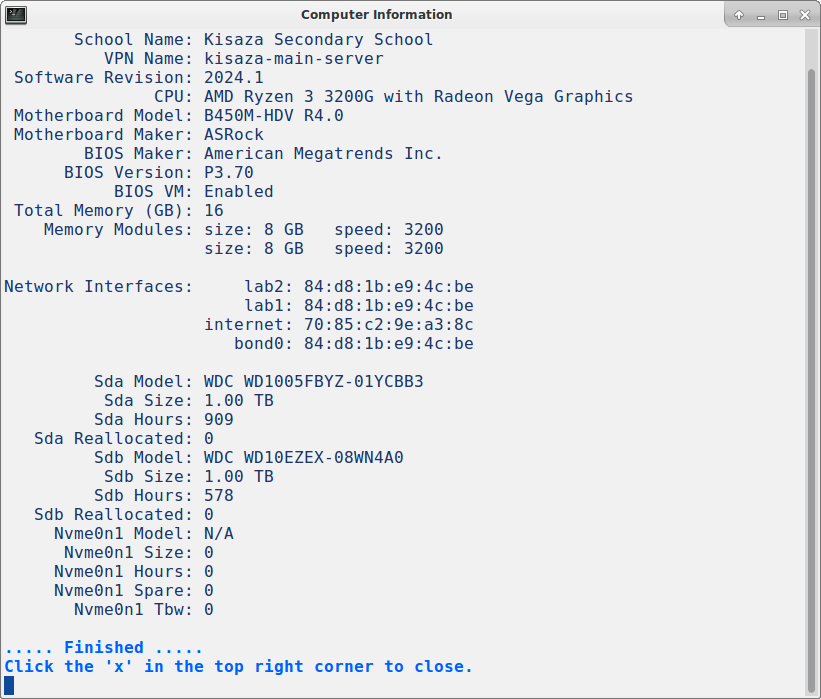 Computer Information
School Name: Kisaza Secondary School
VPN Name: kisaza-main-server
Software Revision: 2024.1
CPU: AMD Ryzen 3 3200G with Radeon Vega Graphics
Motherboard Model: B450M-HDV R4.0
Motherboard Maker: ASRock
BIOS Maker: American Megatrends Inc.
BIOS Version: P3.70
BIOS VM: Enabled
Total Memory (GB): 16
Memory Modules: size: 8 GB   speed: 3200
size: 8 GB   speed: 3200
Network Interfaces:     lab2: 84:d8:1b:e9:4c:be
lab1: 84:d8:1b:e9:4c:be
internet: 70:85:c2:9e:a3:8c
bond0: 84:d8:1b:e9:4c:be
Sda Model: WDC WD1005FBYZ-01YCBB3
Sda Size: 1.00 TB
Sda Hours: 909
Sda Reallocated: 0
Sdb Model: WDC WD10EZEX-08WN4A0
Sdb Size: 1.00 TB
Sdb Hours: 578
Sdb Reallocated: 0
Nvme0n1 Model: N/A
Nvme0n1 Size: 0
Nvme0n1 Hours: 0
Nvme0n1 Spare: 0
Nvme0n1 Tbw: 0
..... Finished .....
Click the 'x' in the top right corner to close.